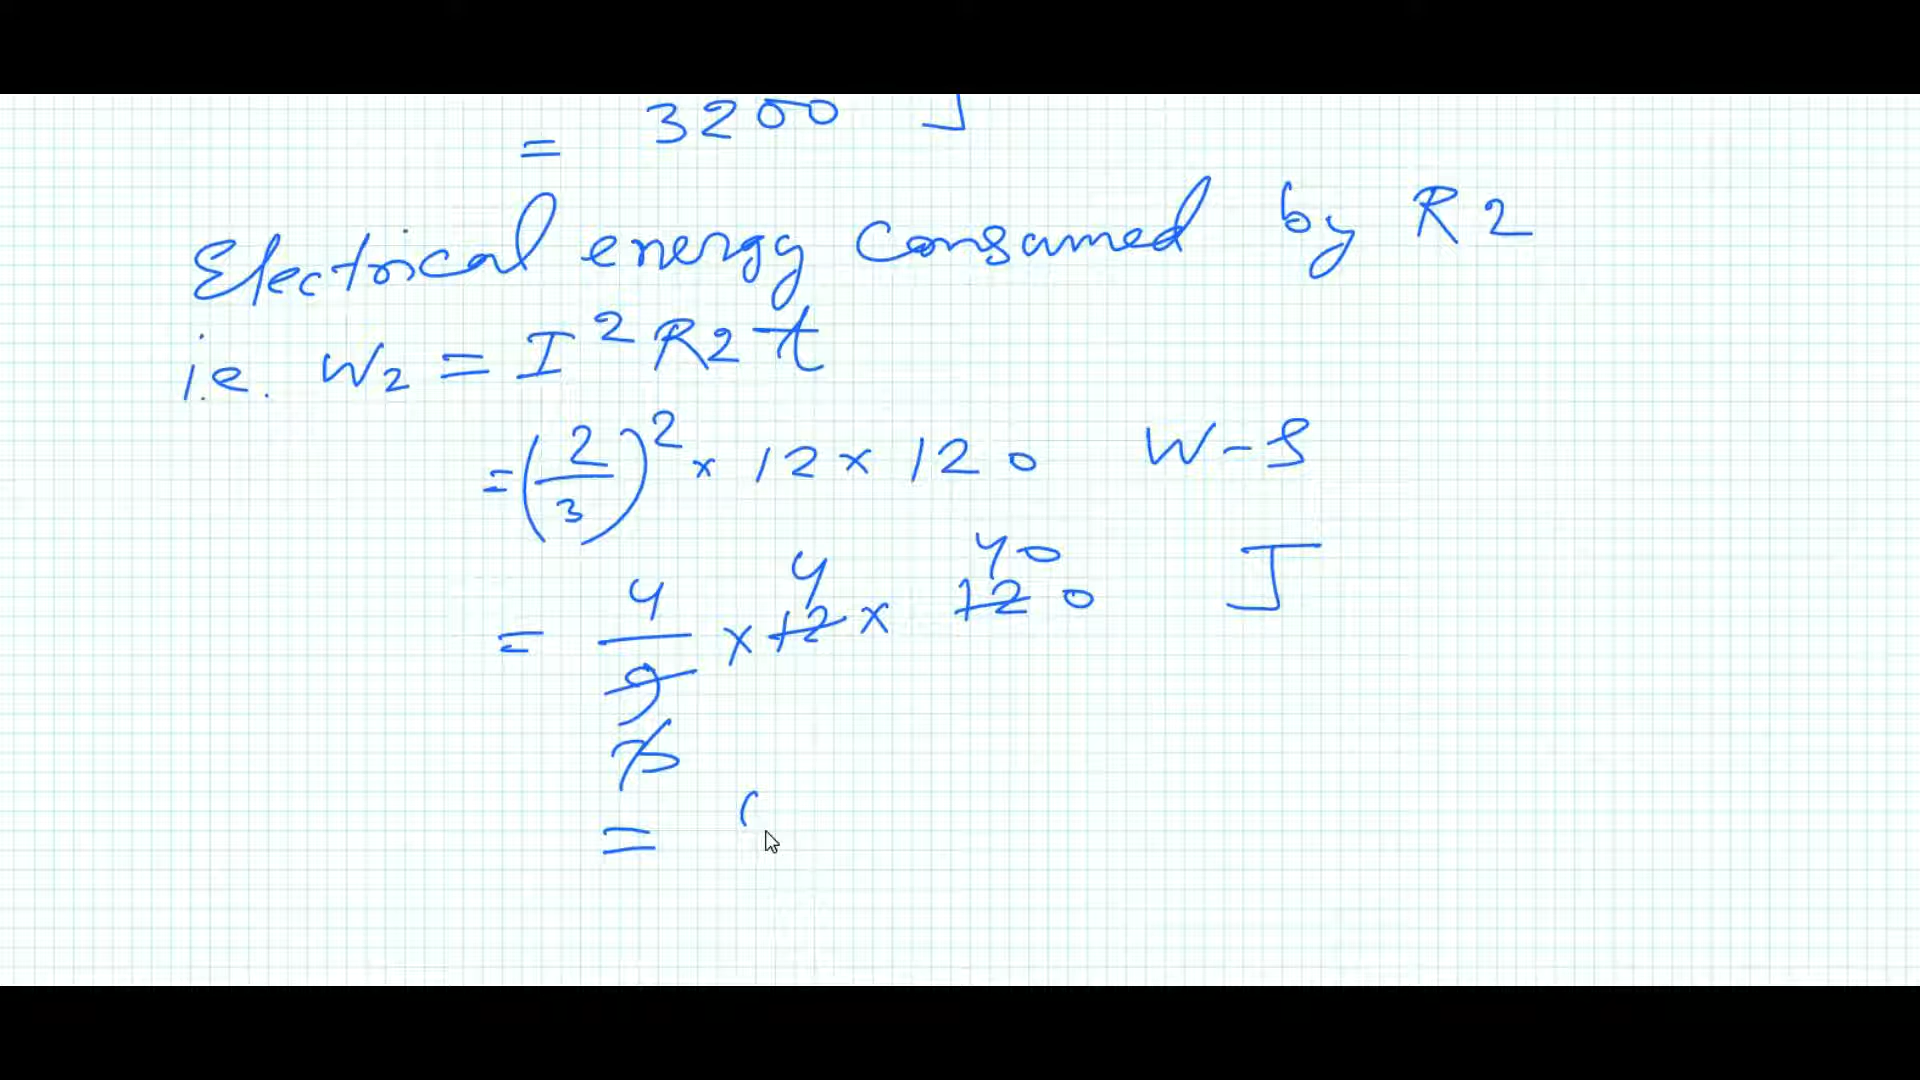 = 3200 J
Electrical energy consamed by R2
i.e. W2 = I²R2t
= (2/3)² × 12 × 120 W-S
4 40
= 4/9 × 12 × 120 J
3
= (